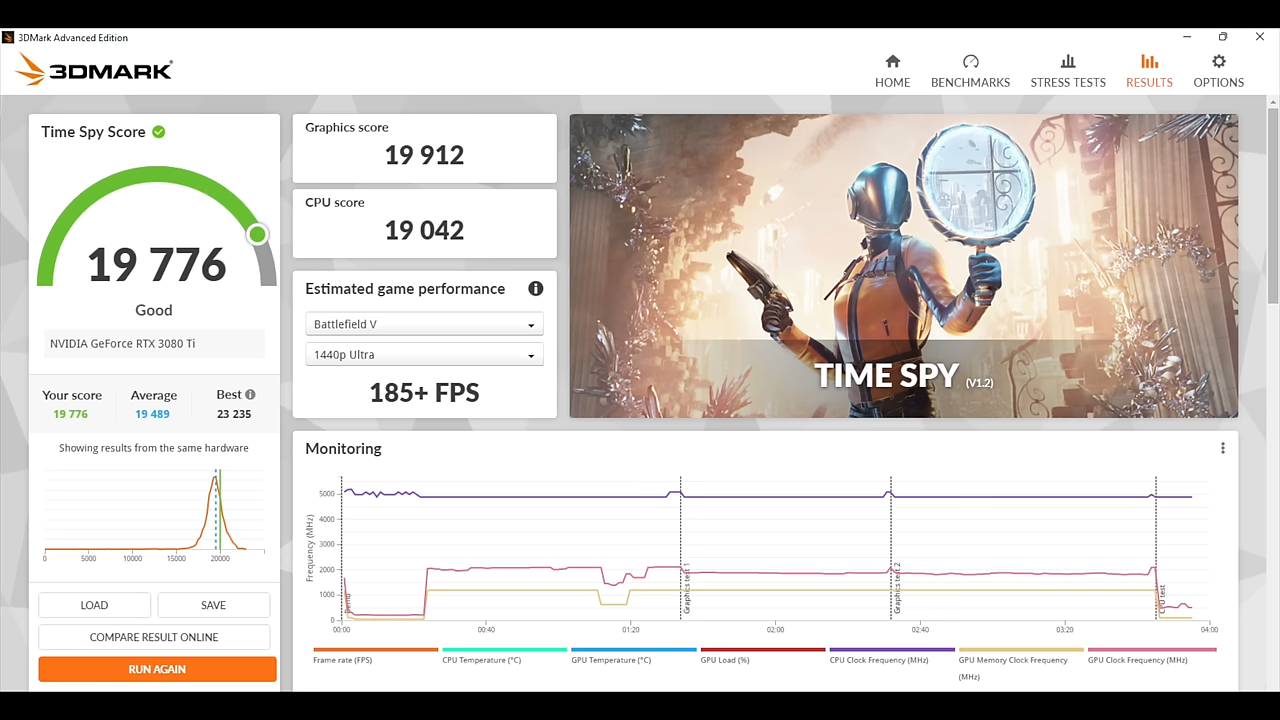 3DMark Advanced Edition
3DMARK
HOME
BENCHMARKS
STRESS TESTS
RESULTS
OPTIONS
Time Spy Score
19 776
Good
NVIDIA GeForce RTX 3080 Ti
Your score
Average
Best
19 776
19 489
23 235
Showing results from the same hardware
0
5000
10000
15000
20000
LOAD
SAVE
COMPARE RESULT ONLINE
RUN AGAIN
Graphics score
19 912
CPU score
19 042
Estimated game performance
Battlefield V
1440p Ultra
185+ FPS
TIME SPY (V1.2)
Monitoring
Frequency (MHz)
5000
4000
3000
2000
1000
0
Graphics test 1
Graphics test 2
CPU test
00:00
00:40
01:20
02:00
02:40
03:20
04:00
Frame rate (FPS)
CPU Temperature (°C)
GPU Temperature (°C)
GPU Load (%)
CPU Clock Frequency (MHz)
GPU Memory Clock Frequency
(MHz)
GPU Clock Frequency (MHz)